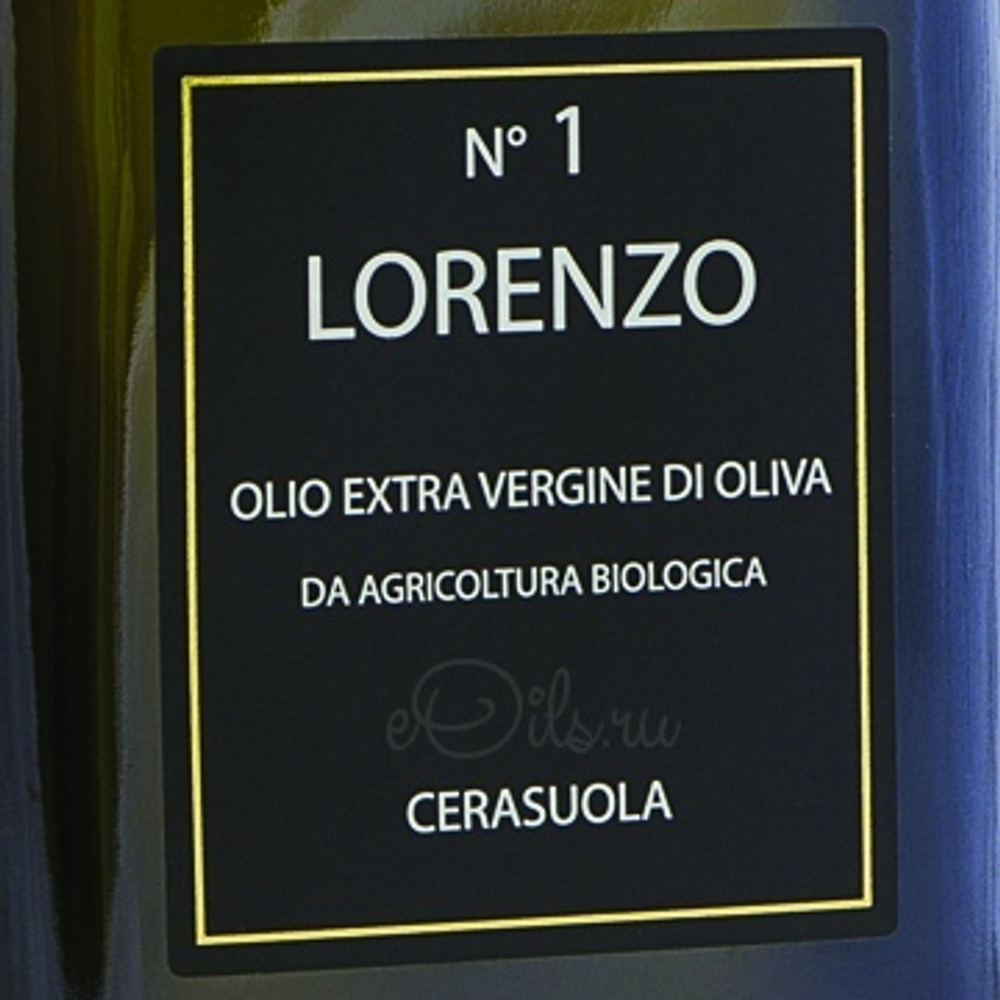 N° 1
LORENZO
OLIO EXTRA VERGINE DI OLIVA
DA AGRICOLTURA BIOLOGICA
eOils.ru
CERASUOLA